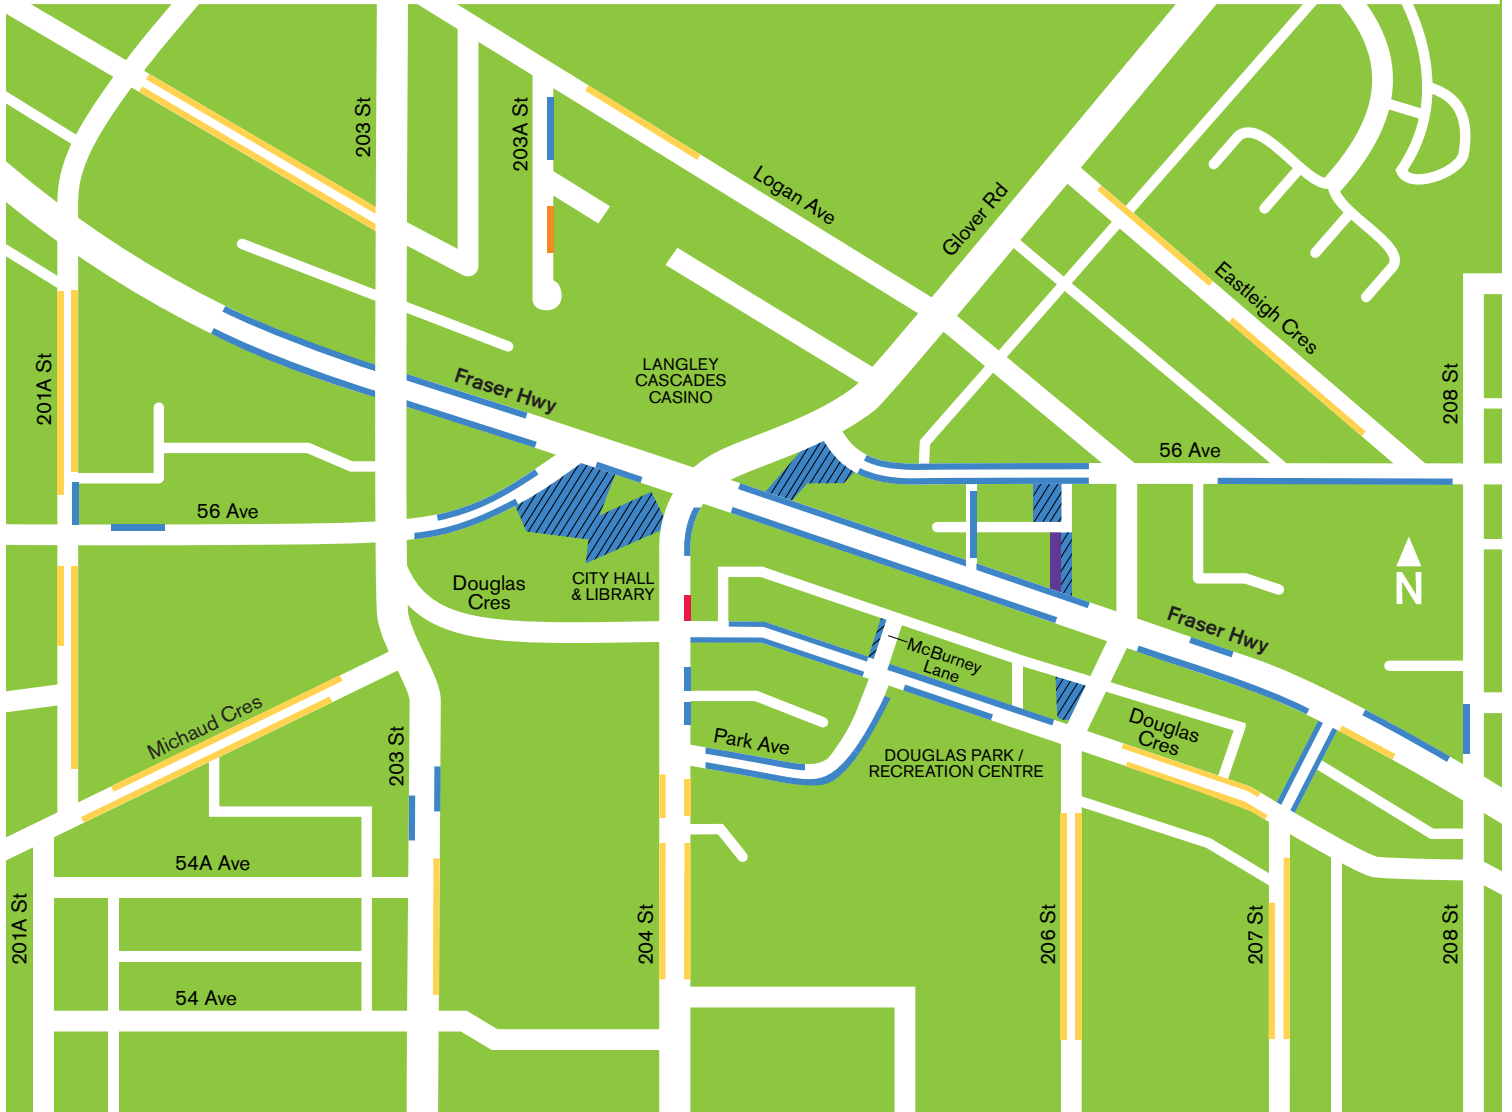 203 St
203A St
Logan Ave
Glover Rd
Eastleigh Cres
201A St
Fraser Hwy
LANGLEY
CASCADES
CASINO
208 St
56 Ave
56 Ave
Douglas
Cres
CITY HALL
& LIBRARY
N
Fraser Hwy
McBurney
Lane
Michaud Cres
203 St
Park Ave
DOUGLAS PARK /
RECREATION CENTRE
Douglas
Cres
54A Ave
201A St
204 St
206 St
207 St
208 St
54 Ave